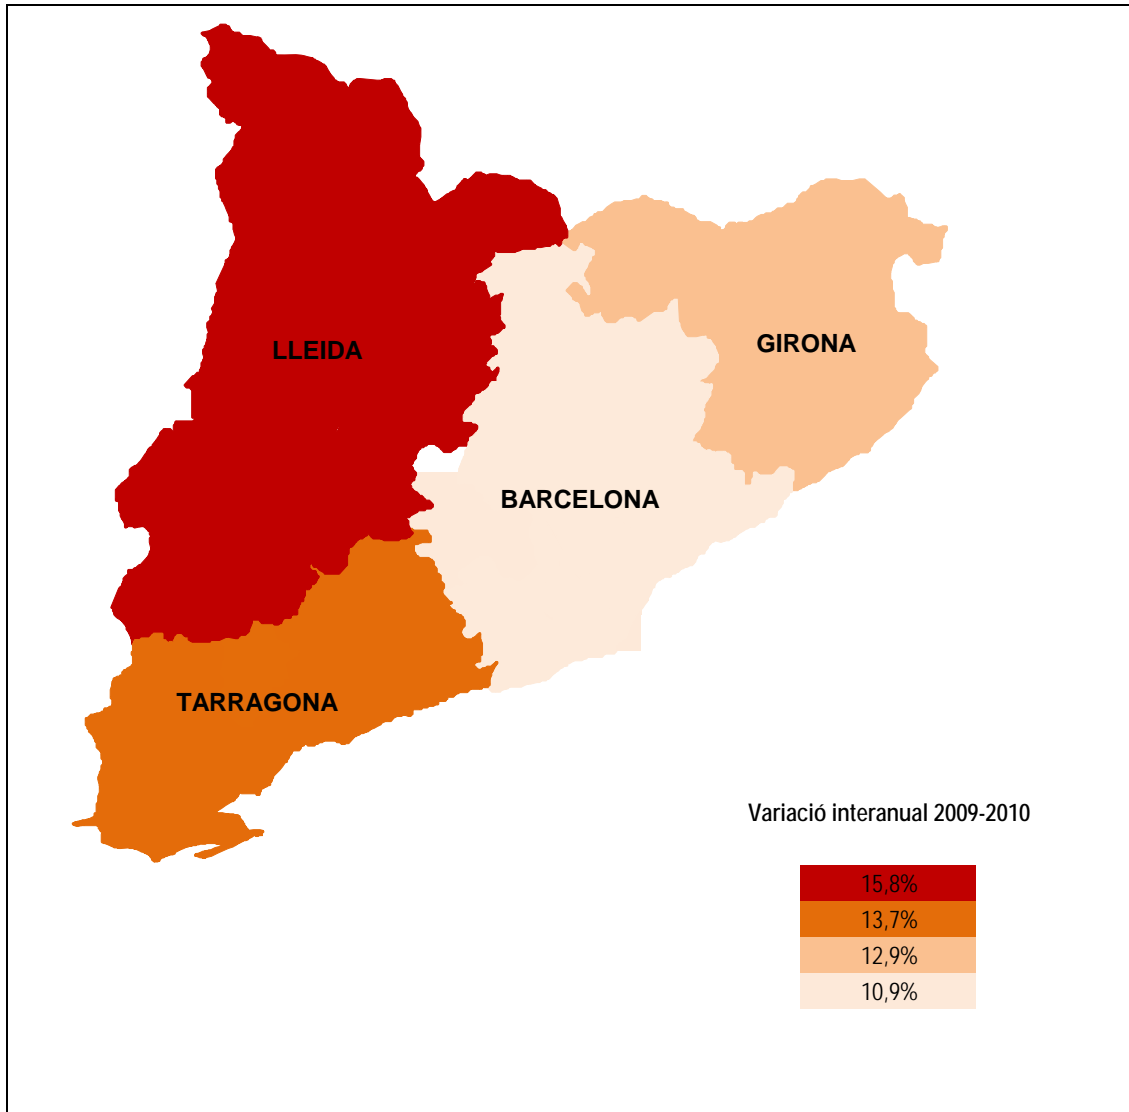 LLEIDA
GIRONA
BARCELONA
TARRAGONA
Variació interanual 2009-2010
15,8%
13,7%
12,9%
10,9%